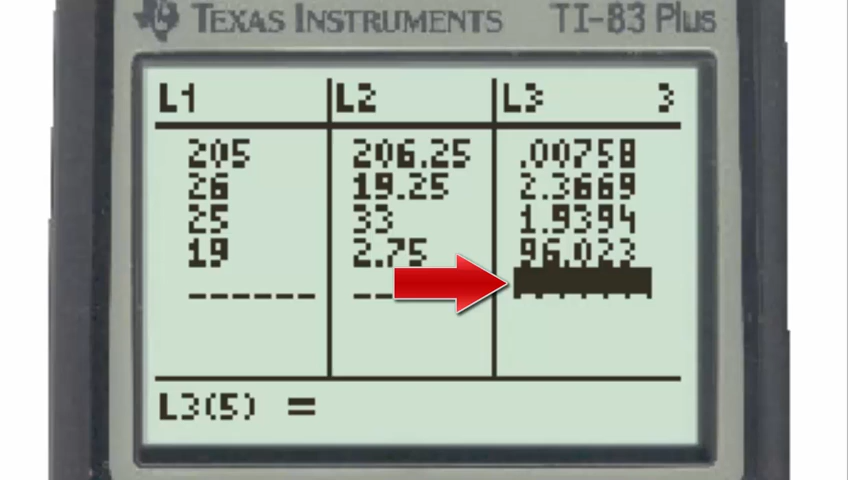 TEXAS INSTRUMENTS TI-83 Plus
L1 L2 L3 3
205 206.25 .00758
26 19.25 2.3669
25 33 1.9394
19 2.75 96.023
L3(5) =